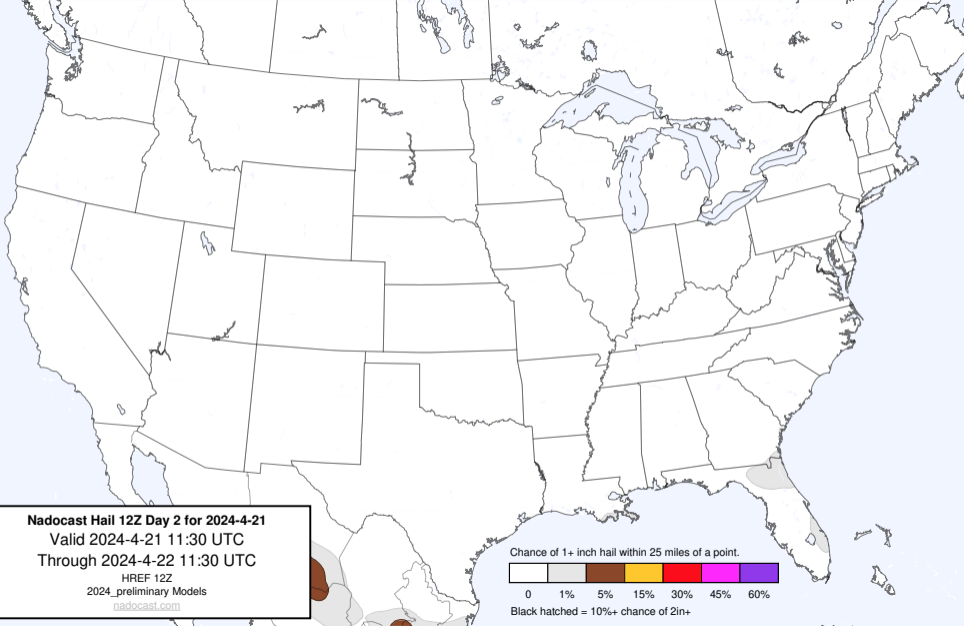 Nadocast Hail 12Z Day 2 for 2024-4-21
Valid 2024-4-21 11:30 UTC
Through 2024-4-22 11:30 UTC
HREF 12Z
2024_preliminary Models
nadocast.com
Chance of 1+ inch hail within 25 miles of a point.
0 1% 5% 15% 30% 45% 60%
Black hatched = 10%+ chance of 2in+